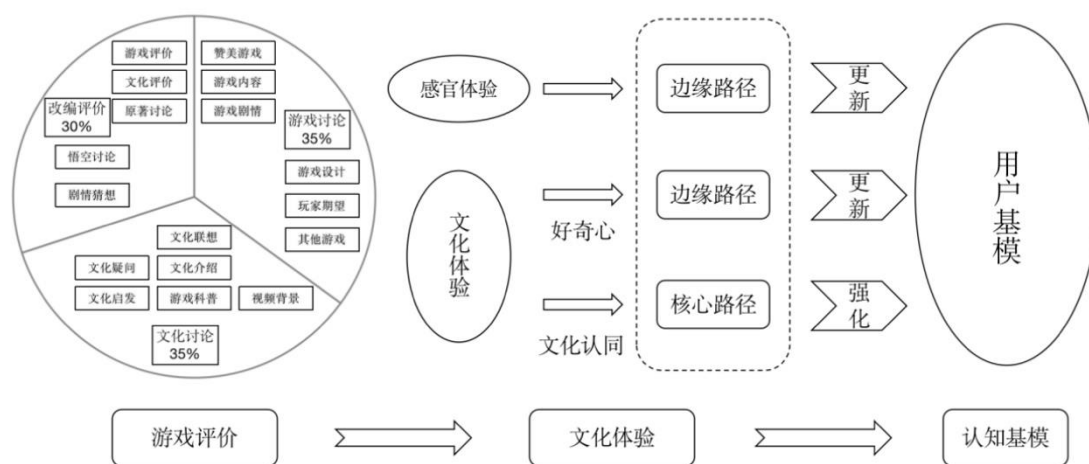 游戏评价
文化评价
原著讨论
改编评价
30%
悟空讨论
剧情猜想
赞美游戏
游戏内容
游戏剧情
游戏讨论
35%
游戏设计
玩家期望
其他游戏
文化联想
文化疑问
文化介绍
文化启发
游戏科普
视频背景
文化讨论
35%
感官体验
边缘路径
更新
文化体验
好奇心
边缘路径
更新
文化认同
核心路径
强化
用户基模
游戏评价
文化体验
认知基模